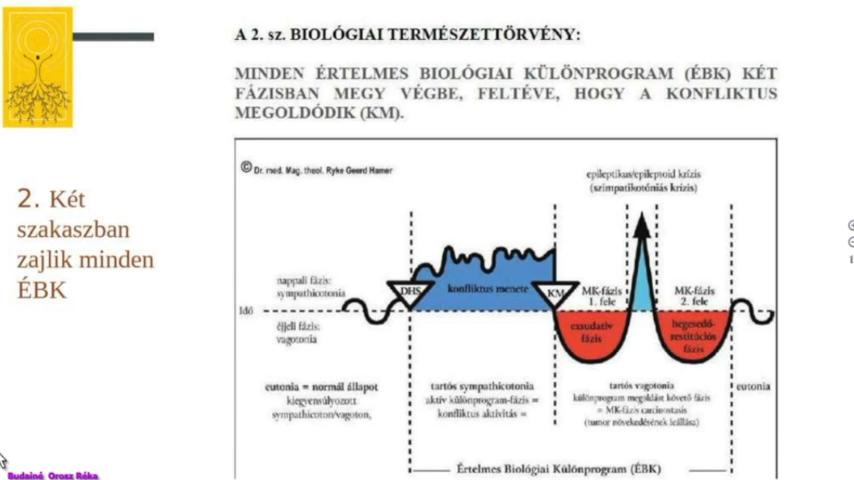 A 2. sz. BIOLÓGIAI TERMÉSZETTÖRVÉNY:
MINDEN ÉRTELMES BIOLÓGIAI KÜLÖNPROGRAM (ÉBK) KÉT
FÁZISBAN MEGY VÉGBE, FELTÉVE, HOGY A KONFLIKTUS
MEGOLDÓDIK (KM).
2. Két
szakaszban
zajlik minden
ÉBK
© Dr. med. Mag. theol. Ryke Geerd Hamer
epileptikus/epileptoid krízis
(szimpatikotóniás krízis)
nappali fázis:
sympathicotonia
DHS
konfliktus menete
KM
MK-fázis
1. fele
MK-fázis
2. fele
Idő
éjjeli fázis:
vagotonia
exsudatív
fázis
hegesedő-
restitúciós
fázis
eutonia = normál állapot
kiegyensúlyozott
sympathicoton/vagoton,
tartós sympathicotonia
aktív különprogram-fázis =
konfliktus aktivitás =
tartós vagotonia
különprogram megoldást követő fázis
= MK-fázis carcinostasis
(tumor növekedésének leállása)
eutonia
Értelmes Biológiai Különprogram (ÉBK)
Budainé Orosz Réka